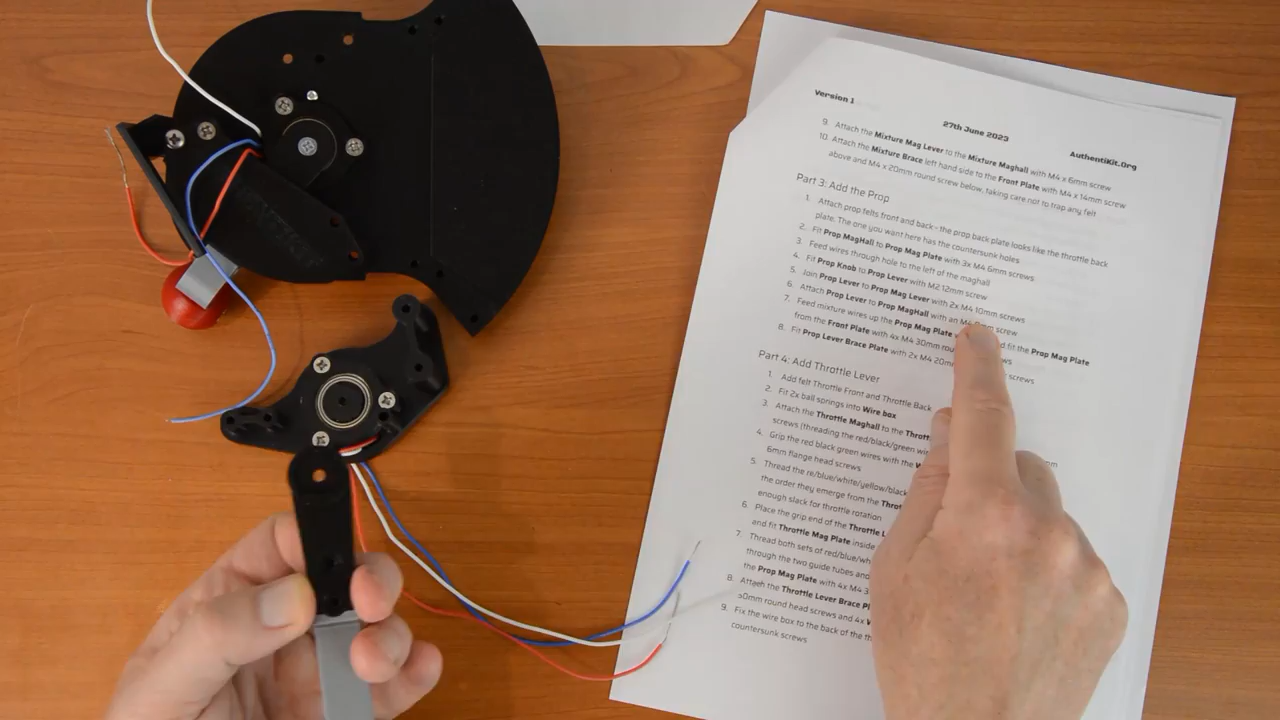 Version 1
27th June 2023
AuthentiKit.Org
9. Attach the Mixture Mag Lever to the Mixture Maghall with M4 x 6mm screw
10. Attach the Mixture Brace left hand side to the Front Plate with M4 x 14mm screw
above and M4 x 20mm round screw below, taking care not to trap any felt
Part 3: Add the Prop
1. Attach prop felts front and back - the prop back plate looks like the throttle back
plate. The one you want here has the countersunk holes
2. Fit Prop MagHall to Prop Mag Plate with 3x M4 6mm screws
3. Feed wires through hole to the left of the maghall
4. Fit Prop Knob to Prop Lever with M2 12mm screw
5. Join Prop Lever to Prop Mag Lever with 2x M4 10mm screws
6. Attach Prop Lever to Prop MagHall with an screw
7. Feed mixture wires up the Prop Mag Plate fit the Prop Mag Plate
from the Front Plate with 4x M4 30mm
8. Fit Prop Lever Brace Plate with 2x M4 screws
Part 4: Add Throttle Lever
1. Add felt Throttle Front and Throttle Back
2. Fit 2x ball springs into Wire box
3. Attach the Throttle Maghall to the
screws (threading the red/black/green
4. Grip the red black green wires with the
6mm flange head screws
5. Thread the re/blue/white/yellow/black
the order they emerge from the
enough slack for throttle rotation
6. Place the grip end of the Throttle
and fit Throttle Mag Plate inside
7. Thread both sets of red/blue/
through the two guide tubes and
the Prop Mag Plate with 4x M4
8. Attach the Throttle Lever Brace
round head screws and 4x
9. Fix the wire box to the back of the
countersunk screws